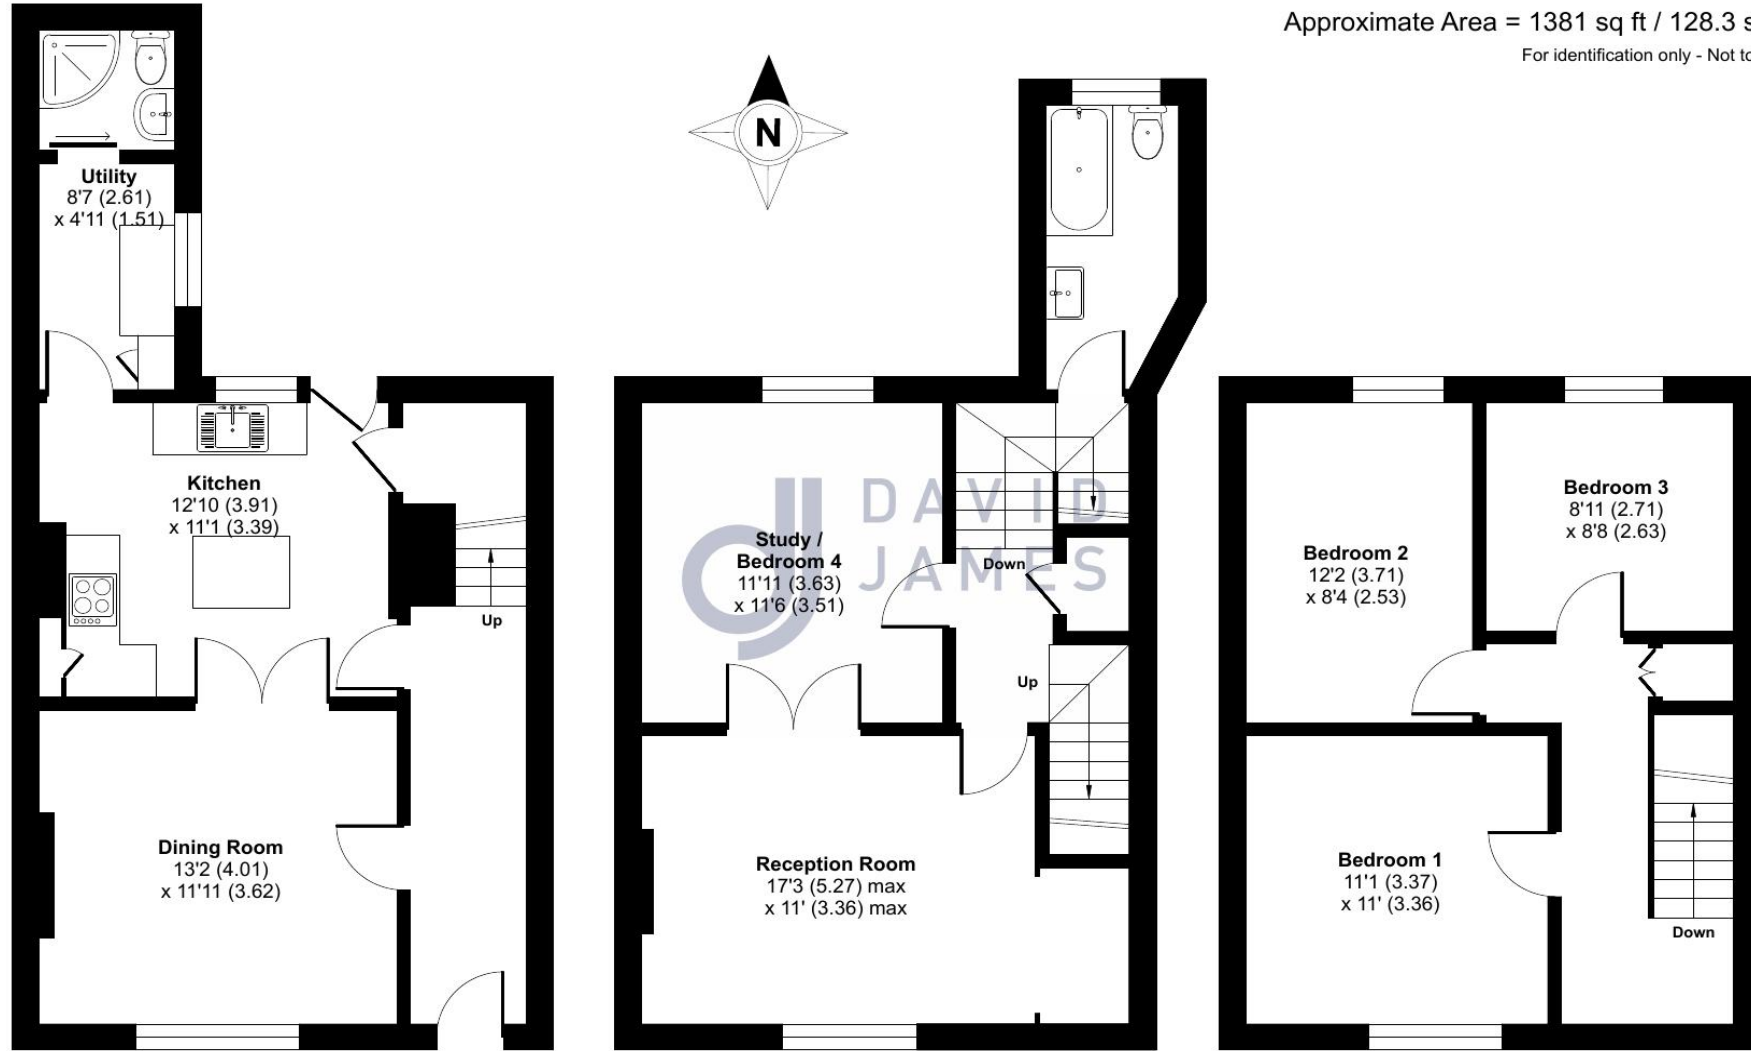 Approximate Area = 1381 sq ft / 128.3 s
For identification only - Not to
N
Utility
8'7 (2.61)
x 4'11 (1.51)
Kitchen
12'10 (3.91)
x 11'1 (3.39)
Up
Dining Room
13'2 (4.01)
x 11'11 (3.62)
DAVID
JAMES
Study /
Bedroom 4
11'11 (3.63)
x 11'6 (3.51)
Down
Up
Reception Room
17'3 (5.27) max
x 11' (3.36) max
Bedroom 2
12'2 (3.71)
x 8'4 (2.53)
Bedroom 3
8'11 (2.71)
x 8'8 (2.63)
Bedroom 1
11'1 (3.37)
x 11' (3.36)
Down